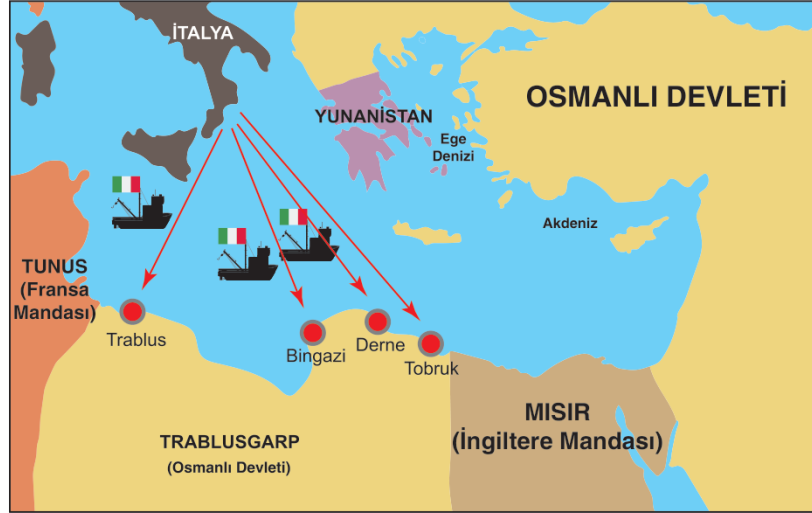 İTALYA
OSMANLI DEVLETİ
YUNANİSTAN
Ege
Denizi
Akdeniz
TUNUS
(Fransa
Mandası)
Trablus
Bingazi
Derne
Tobruk
MISIR
(İngiltere Mandası)
TRABLUSGARP
(Osmanlı Devleti)